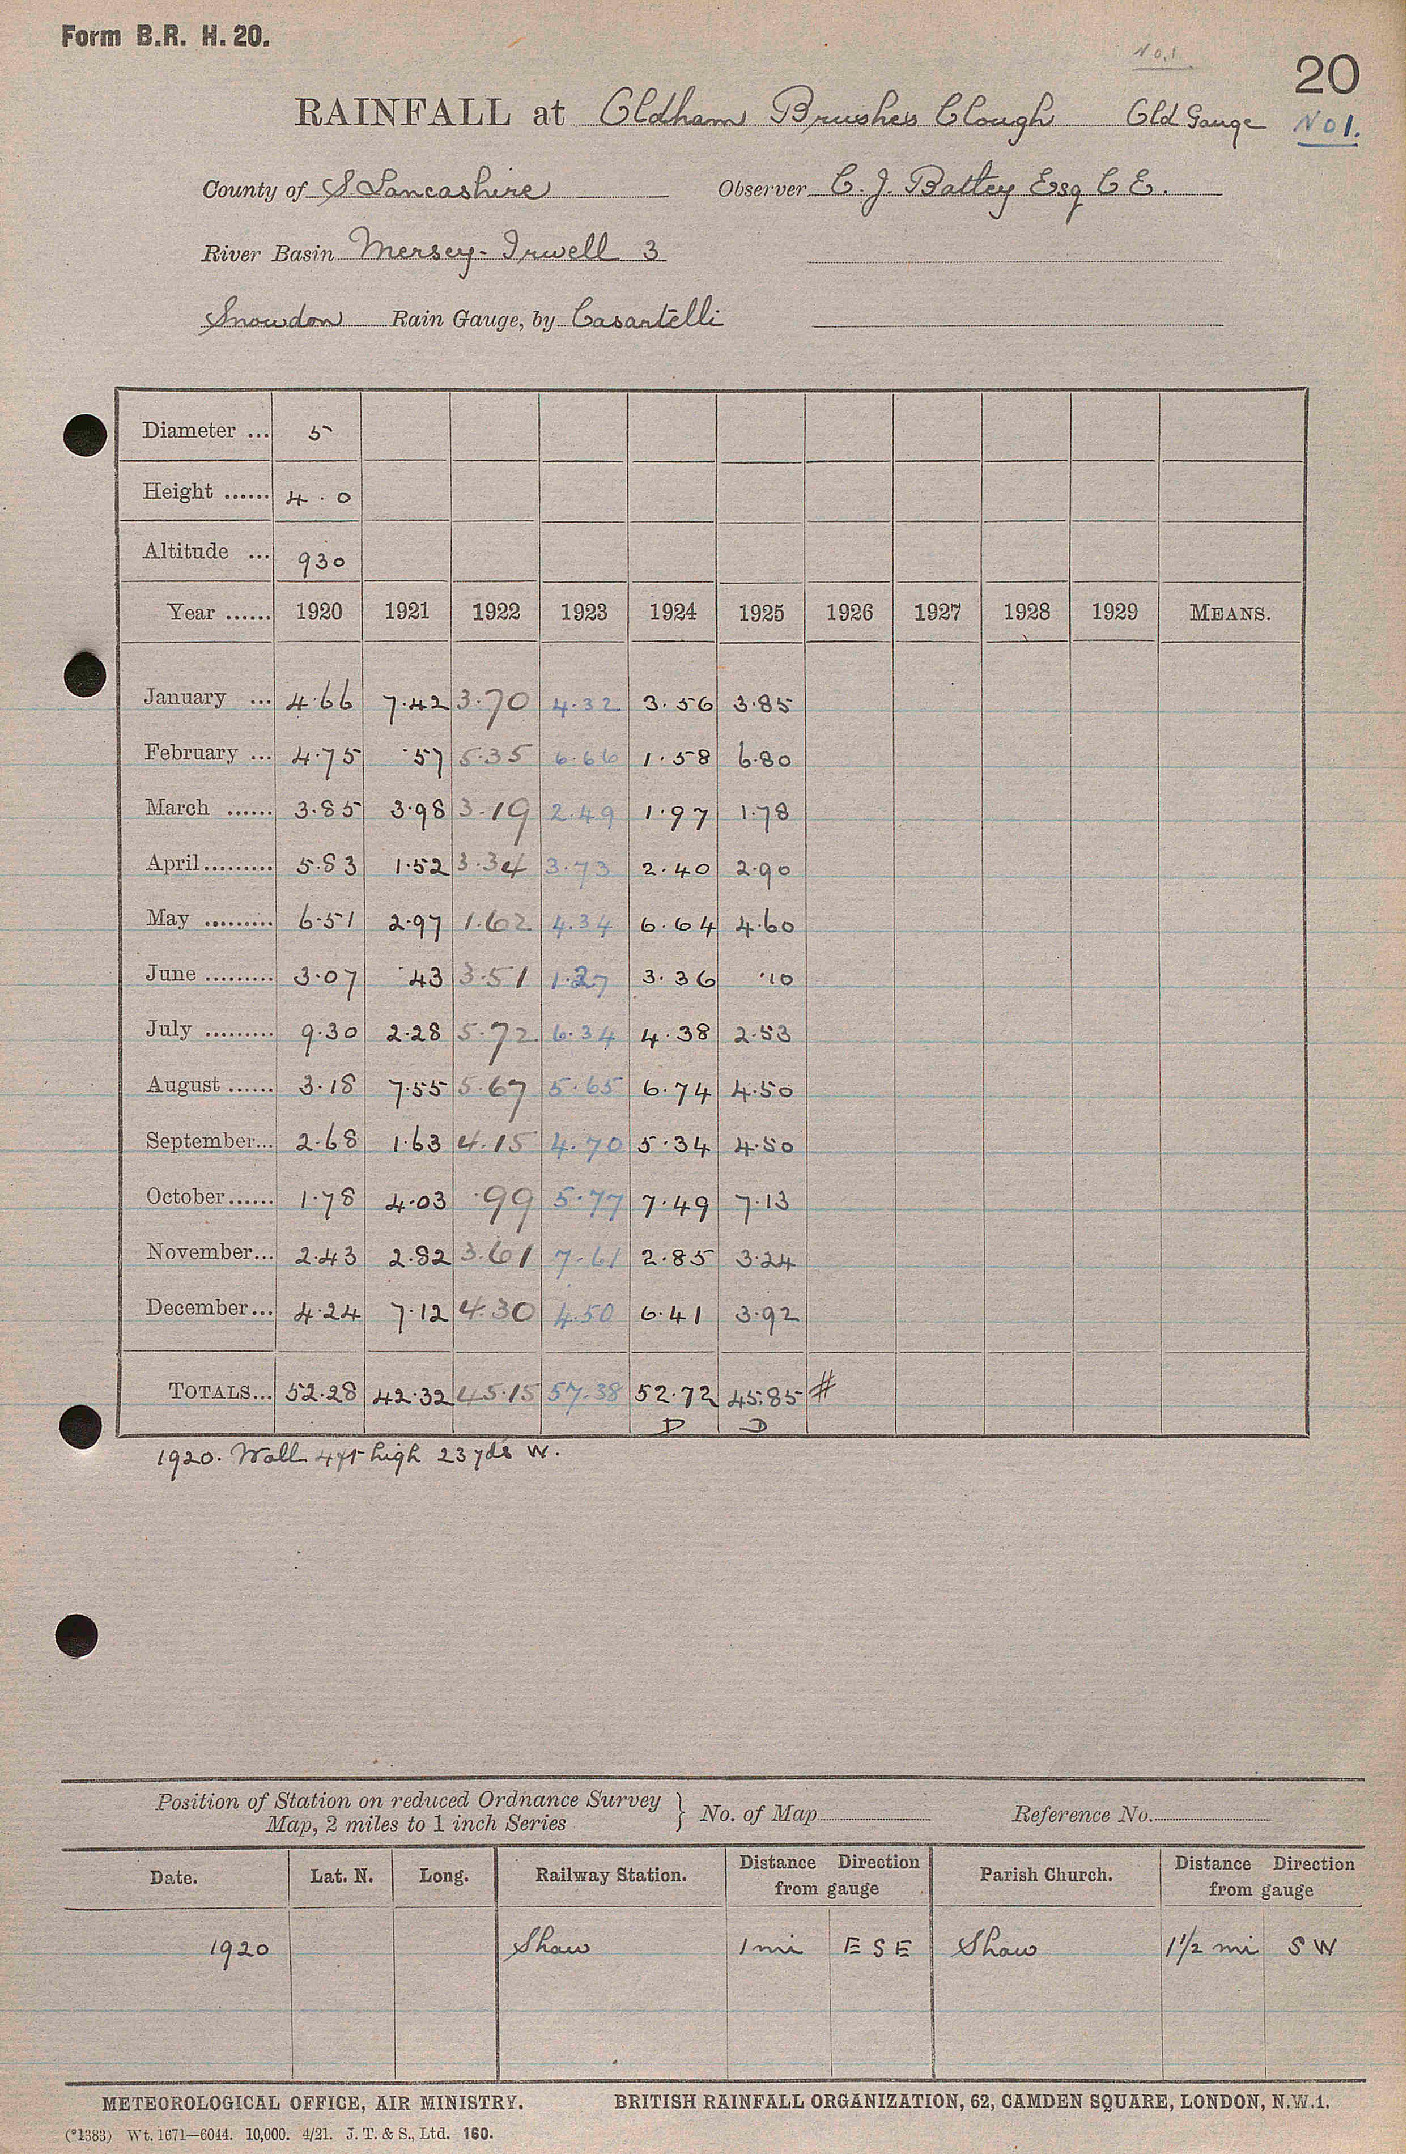 Form B.R. H. 20.
No.1
20
RAINFALL at Oldham Brushes Clough Old Gauge No 1.
County of S. Lancashire Observer C. J. Battey Esq C E.
River Basin Mersey-Irwell 3
Snowdon Rain Gauge, by Casartelli
Diameter ... 5
Height ...... 4.0
Altitude ... 930
Year ...... 1920 1921 1922 1923 1924 1925 1926 1927 1928 1929 MEANS.
January ... 4.66 7.42 3.70 4.32 3.56 3.85
February ... 4.75 .57 5.35 6.66 1.58 6.80
March ...... 3.85 3.98 3.19 2.49 1.97 1.78
April......... 5.83 1.52 3.34 3.73 2.40 2.90
May ......... 6.51 2.97 1.62 4.34 6.64 4.60
June ......... 3.07 .43 3.51 1.27 3.36 .10
July ......... 9.30 2.28 5.72 6.34 4.38 2.53
August ...... 3.18 7.55 5.67 5.65 6.74 4.50
September... 2.68 1.63 4.15 4.70 5.34 4.50
October...... 1.78 4.03 .99 5.77 7.49 7.13
November... 2.43 2.82 3.61 7.61 2.85 3.24
December... 4.24 7.12 4.30 4.50 6.41 3.92
TOTALS... 52.28 42.32 45.15 57.38 52.72 45.85 #
D D
1920. Wall 4ft high 23 yds W.
Position of Station on reduced Ordnance Survey
Map, 2 miles to 1 inch Series } No. of Map Reference No.
Date. Lat. N. Long. Railway Station. Distance Direction from gauge Parish Church. Distance Direction from gauge
1920 Shaw 1 mi E S E Shaw 1 1/2 mi S W
METEOROLOGICAL OFFICE, AIR MINISTRY. BRITISH RAINFALL ORGANIZATION, 62, CAMDEN SQUARE, LONDON, N.W.1.
(*1383) Wt. 1671—6044. 10,000. 4/21. J. T. & S., Ltd. 160.